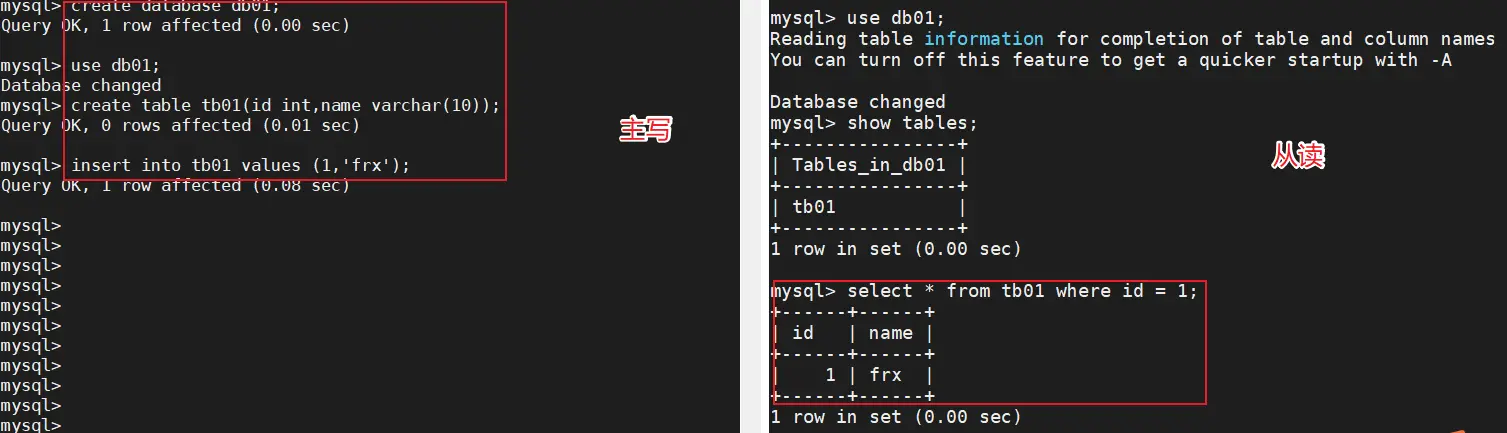 mysql> create database db01;
Query OK, 1 row affected (0.00 sec)
mysql> use db01;
Database changed
mysql> create table tb01(id int,name varchar(10));
Query OK, 0 rows affected (0.01 sec)
mysql> insert into tb01 values (1,'frx');
Query OK, 1 row affected (0.08 sec)
mysql>
mysql>
mysql>
mysql>
mysql>
mysql>
mysql>
mysql>
mysql>
mysql>
mysql>
主写
mysql> use db01;
Reading table information for completion of table and column names
You can turn off this feature to get a quicker startup with -A
Database changed
mysql> show tables;
+----------------+
| Tables_in_db01 |
+----------------+
| tb01           |
+----------------+
1 row in set (0.00 sec)
mysql> select * from tb01 where id = 1;
+------+------+
| id   | name |
+------+------+
|    1 | frx  |
+------+------+
1 row in set (0.00 sec)
从读